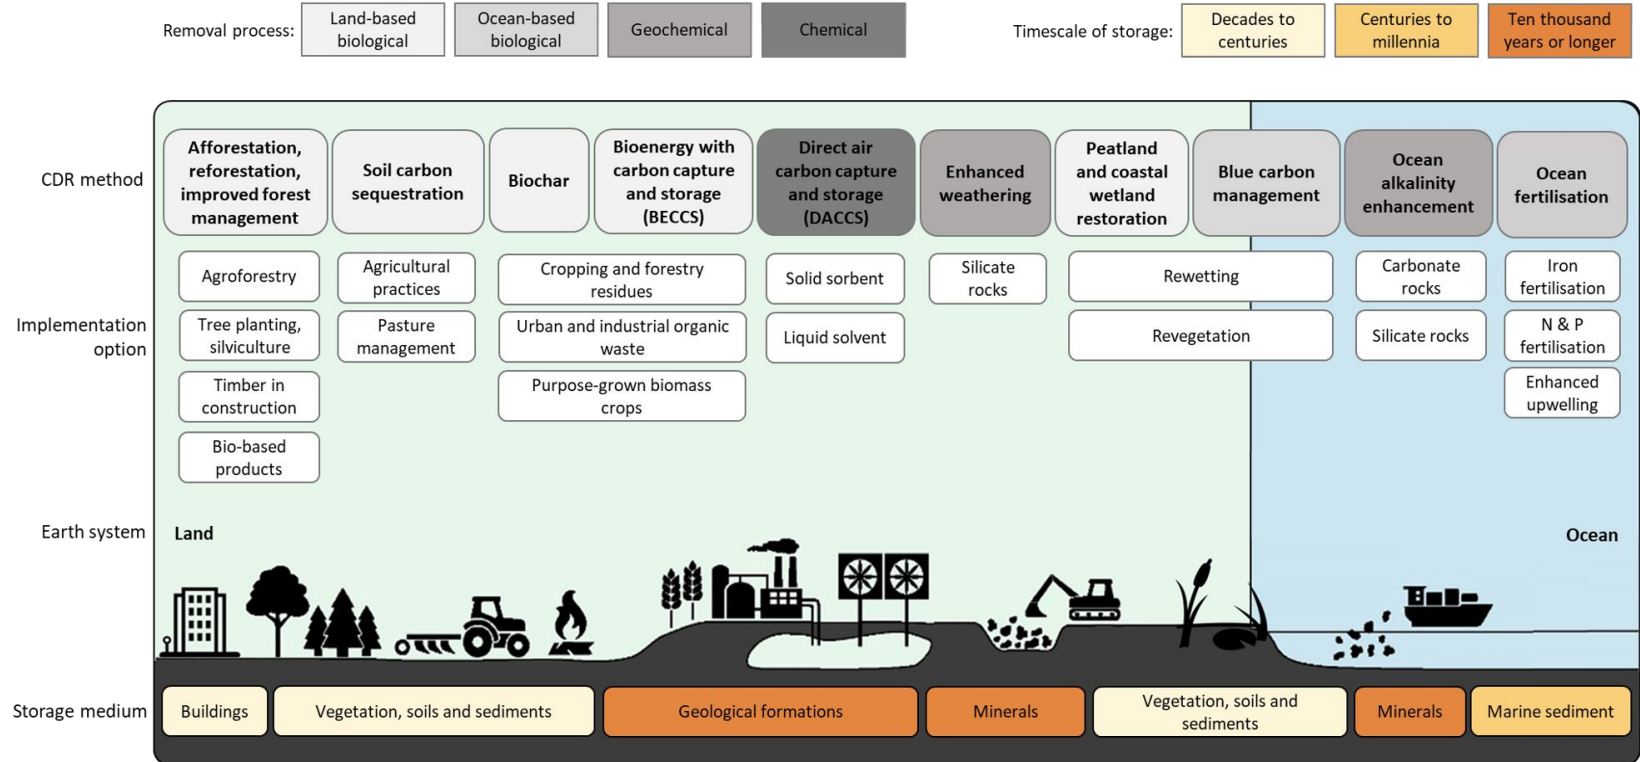 Removal process:
Land-based
biological
Ocean-based
biological
Geochemical
Chemical
Timescale of storage:
Decades to
centuries
Centuries to
millennia
Ten thousand
years or longer
CDR method
Afforestation,
reforestation,
improved forest
management
Soil carbon
sequestration
Biochar
Bioenergy with
carbon capture
and storage
(BECCS)
Direct air
carbon capture
and storage
(DACCS)
Enhanced
weathering
Peatland
and coastal
wetland
restoration
Blue carbon
management
Ocean
alkalinity
enhancement
Ocean
fertilisation
Implementation
option
Agroforestry
Tree planting,
silviculture
Timber in
construction
Bio-based
products
Agricultural
practices
Pasture
management
Cropping and forestry
residues
Urban and industrial organic
waste
Purpose-grown biomass
crops
Solid sorbent
Liquid solvent
Silicate
rocks
Rewetting
Revegetation
Carbonate
rocks
Silicate rocks
Iron
fertilisation
N & P
fertilisation
Enhanced
upwelling
Earth system
Land
Ocean
Storage medium
Buildings
Vegetation, soils and sediments
Geological formations
Minerals
Vegetation, soils and
sediments
Minerals
Marine sediment